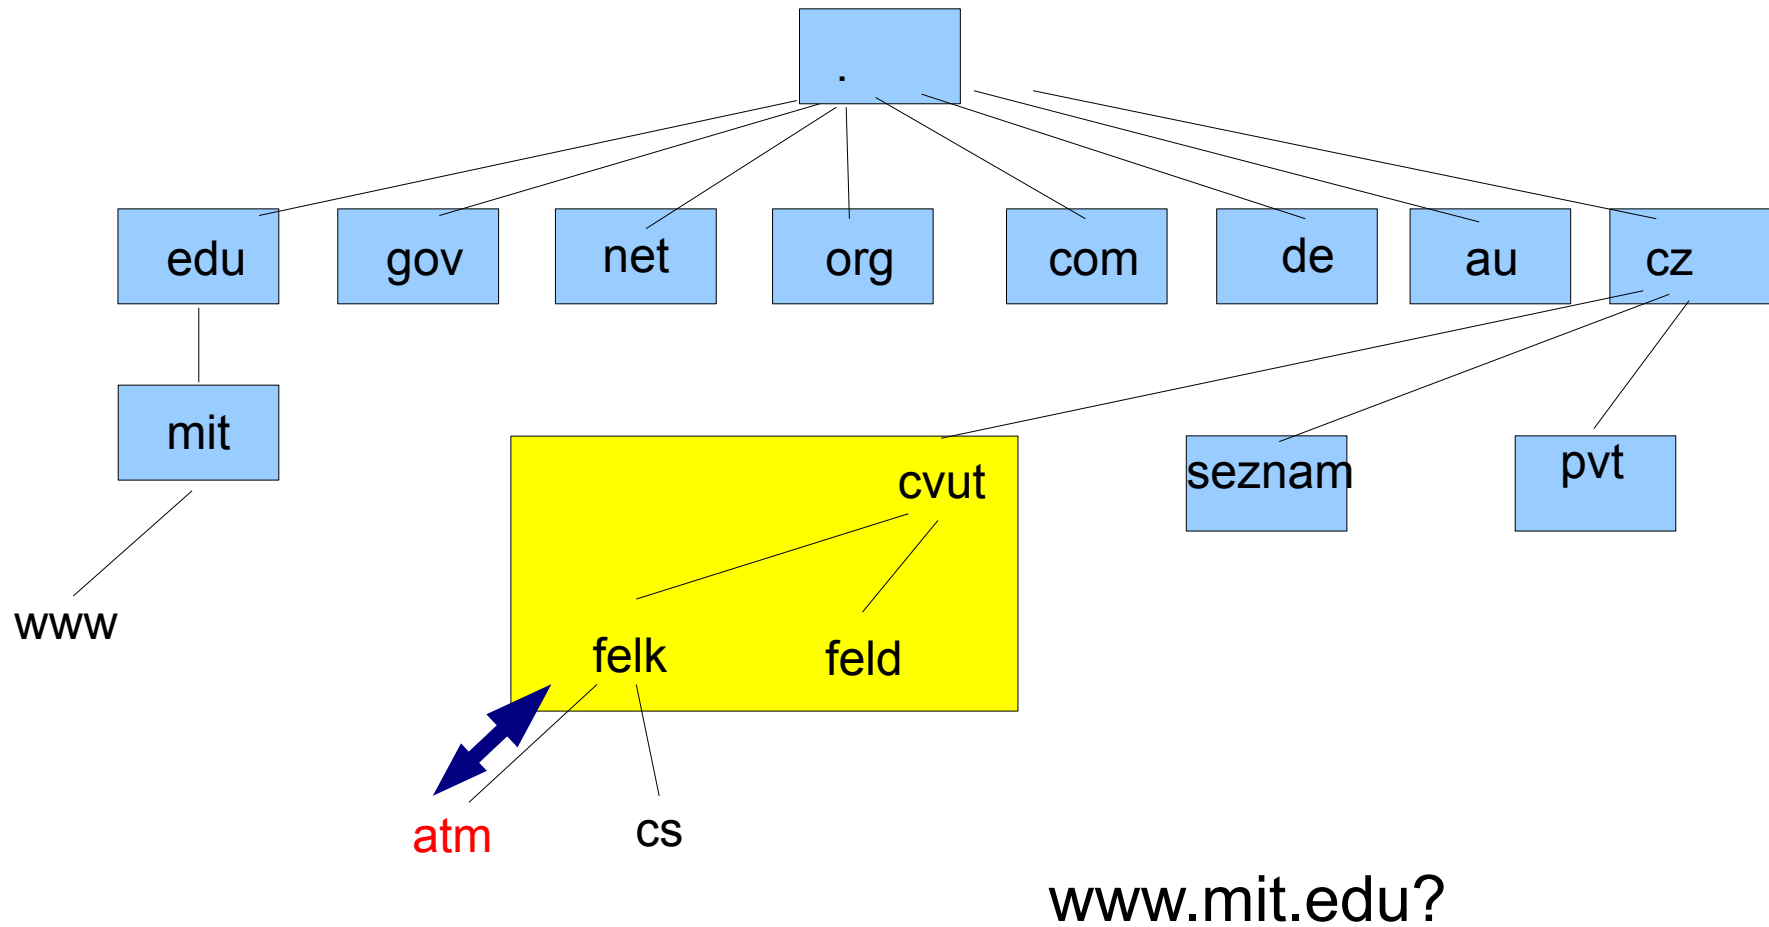 .
edu gov net org com de au cz
mit
cvut seznam pvt
www
felk feld
atm cs
www.mit.edu?